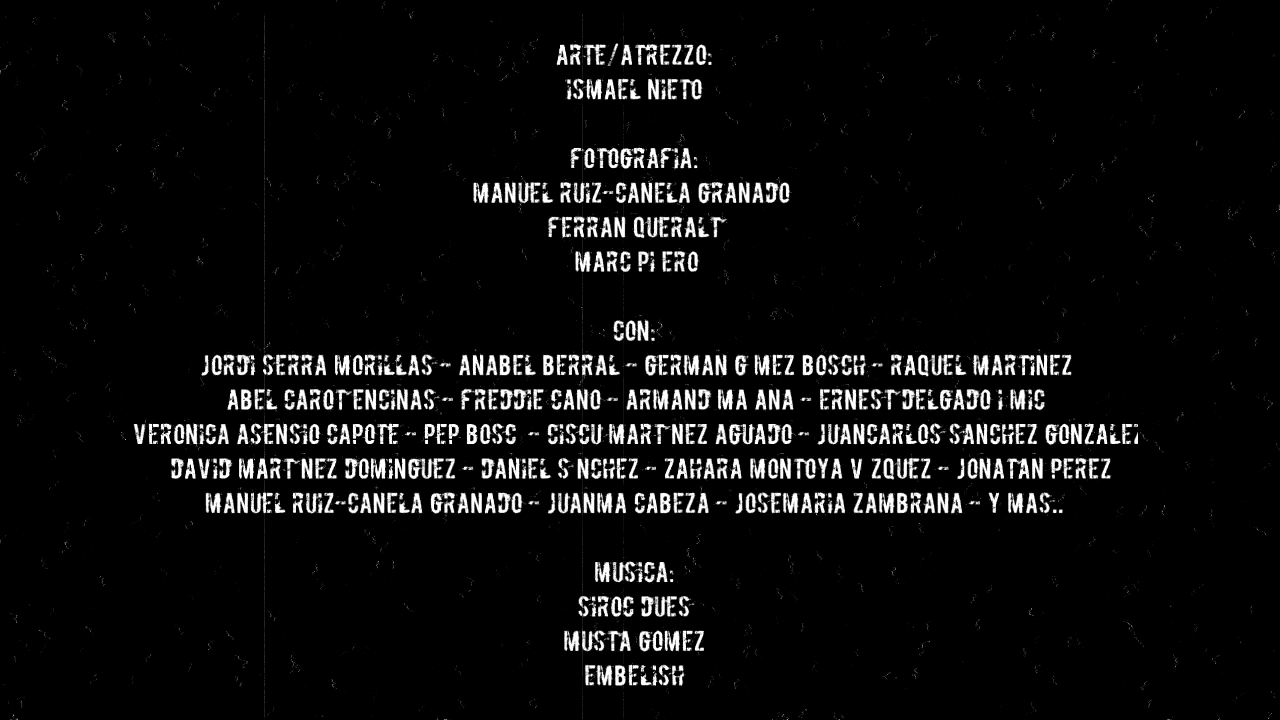 ARTE/ATREZZO:
ISMAEL NIETO
FOTOGRAFIA:
MANUEL RUIZ-CANELA GRANADO
FERRAN QUERALT
MARC PI ERO
CON:
JORDI SERRA MORILLAS - ANABEL BERRAL - GERMAN G MEZ BOSCH - RAQUEL MARTINEZ
ABEL CAROT ENCINAS - FREDDIE CANO - ARMAND MA ANA - ERNEST DELGADO I MIC
VERONICA ASENSIO CAPOTE - PEP BOSC - CISCU MART NEZ AGUADO - JUANCARLOS SANCHEZ GONZALEZ
DAVID MART NEZ DOMINGUEZ - DANIEL S NCHEZ - ZAHARA MONTOYA V ZQUEZ - JONATAN PEREZ
MANUEL RUIZ-CANELA GRANADO - JUANMA CABEZA - JOSEMARIA ZAMBRANA - Y MAS..
MUSICA:
SIROC DUES
MUSTA GOMEZ
EMBELISH